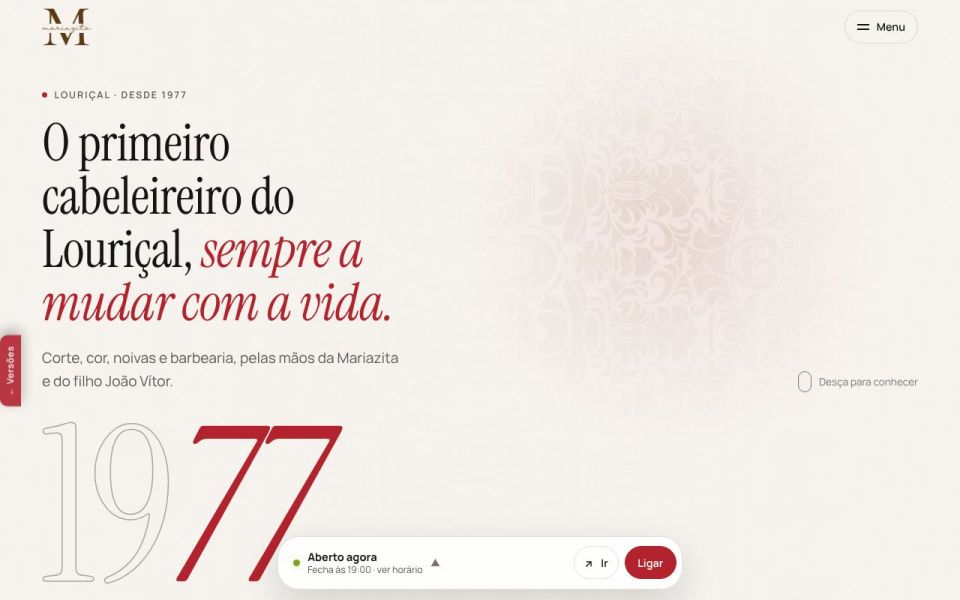 M
mariazita
Menu
LOURIÇAL · DESDE 1977
O primeiro
cabeleireiro do
Louriçal, sempre a
mudar com a vida.
← Versões
Corte, cor, noivas e barbearia, pelas mãos da Mariazita
e do filho João Vítor.
Desça para conhecer
1977
Aberto agora
Fecha às 19:00 · ver horário
Ir
Ligar